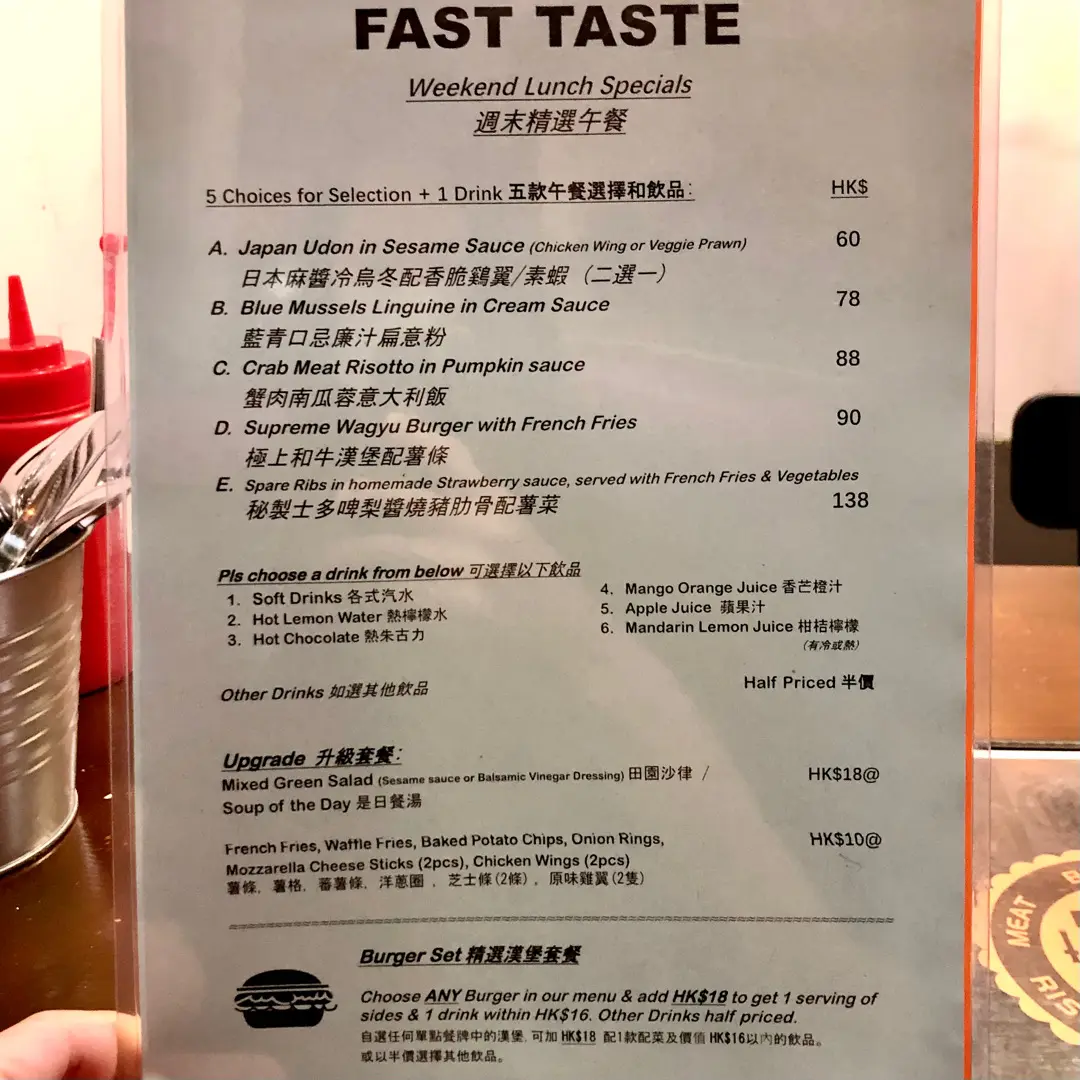 FAST TASTE
Weekend Lunch Specials
週末精選午餐
5 Choices for Selection + 1 Drink 五款午餐選擇和飲品: HK$
A. Japan Udon in Sesame Sauce (Chicken Wing or Veggie Prawn) 60
日本麻醬冷烏冬配香脆鷄翼/素蝦（二選一）
B. Blue Mussels Linguine in Cream Sauce 78
藍青口忌廉汁扁意粉
C. Crab Meat Risotto in Pumpkin sauce 88
蟹肉南瓜蓉意大利飯
D. Supreme Wagyu Burger with French Fries 90
極上和牛漢堡配薯條
E. Spare Ribs in homemade Strawberry sauce, served with French Fries & Vegetables
秘製士多啤梨醬燒豬肋骨配薯菜 138
Pls choose a drink from below 可選擇以下飲品
1. Soft Drinks 各式汽水
2. Hot Lemon Water 熱檸檬水
3. Hot Chocolate 熱朱古力
4. Mango Orange Juice 香芒橙汁
5. Apple Juice 蘋果汁
6. Mandarin Lemon Juice 柑桔檸檬
（有冷或熱）
Other Drinks 如選其他飲品 Half Priced 半價
Upgrade 升級套餐:
Mixed Green Salad (Sesame sauce or Balsamic Vinegar Dressing) 田園沙律 / HK$18@
Soup of the Day 是日餐湯
French Fries, Waffle Fries, Baked Potato Chips, Onion Rings, HK$10@
Mozzarella Cheese Sticks (2pcs), Chicken Wings (2pcs)
薯條, 薯格, 蕃薯條, 洋蔥圈 , 芝士條(2條) , 原味雞翼(2隻)
Burger Set 精選漢堡套餐
Choose ANY Burger in our menu & add HK$18 to get 1 serving of
sides & 1 drink within HK$16. Other Drinks half priced.
自選任何單點餐牌中的漢堡, 可加 HK$18 配1款配菜及價值 HK$16以內的飲品。
或以半價選擇其他飲品。
MEAT